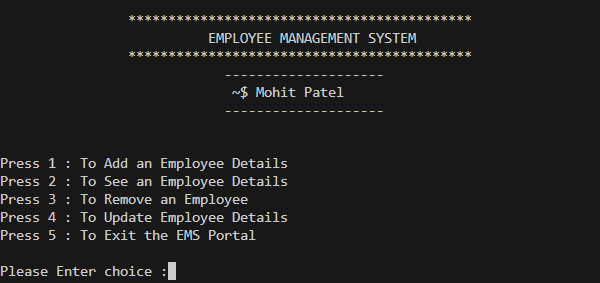 *******************************************
EMPLOYEE MANAGEMENT SYSTEM
*******************************************
--------------------
~$ Mohit Patel
--------------------
Press 1 : To Add an Employee Details
Press 2 : To See an Employee Details
Press 3 : To Remove an Employee
Press 4 : To Update Employee Details
Press 5 : To Exit the EMS Portal
Please Enter choice :